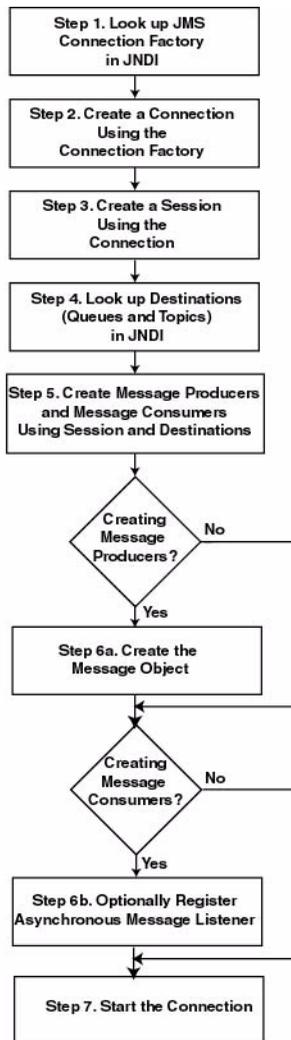 Step 1. Look up JMS
Connection Factory
in JNDI
Step 2. Create a Connection
Using the
Connection Factory
Step 3. Create a Session
Using the
Connection
Step 4. Look up Destinations
(Queues and Topics)
in JNDI
Step 5. Create Message Producers
and Message Consumers
Using Session and Destinations
Creating
Message
Producers?
No
Yes
Step 6a. Create the
Message Object
Creating
Message
Consumers?
No
Yes
Step 6b. Optionally Register
Asynchronous Message Listener
Step 7. Start the Connection